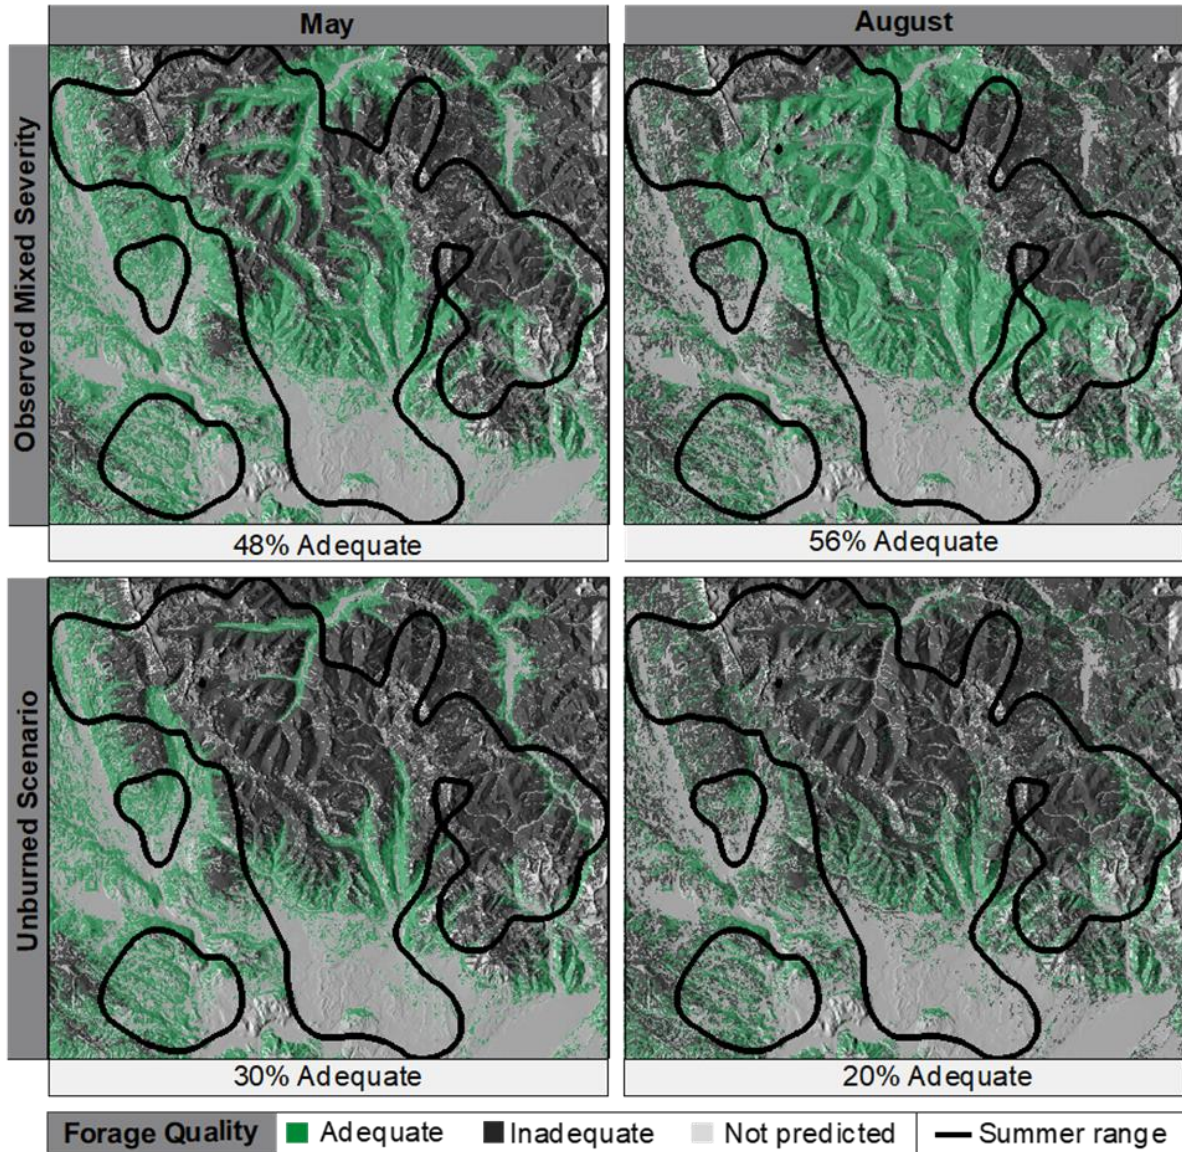 May
August
Observed Mixed Severity
48% Adequate
56% Adequate
Unburned Scenario
30% Adequate
20% Adequate
Forage Quality Adequate Inadequate Not predicted Summer range